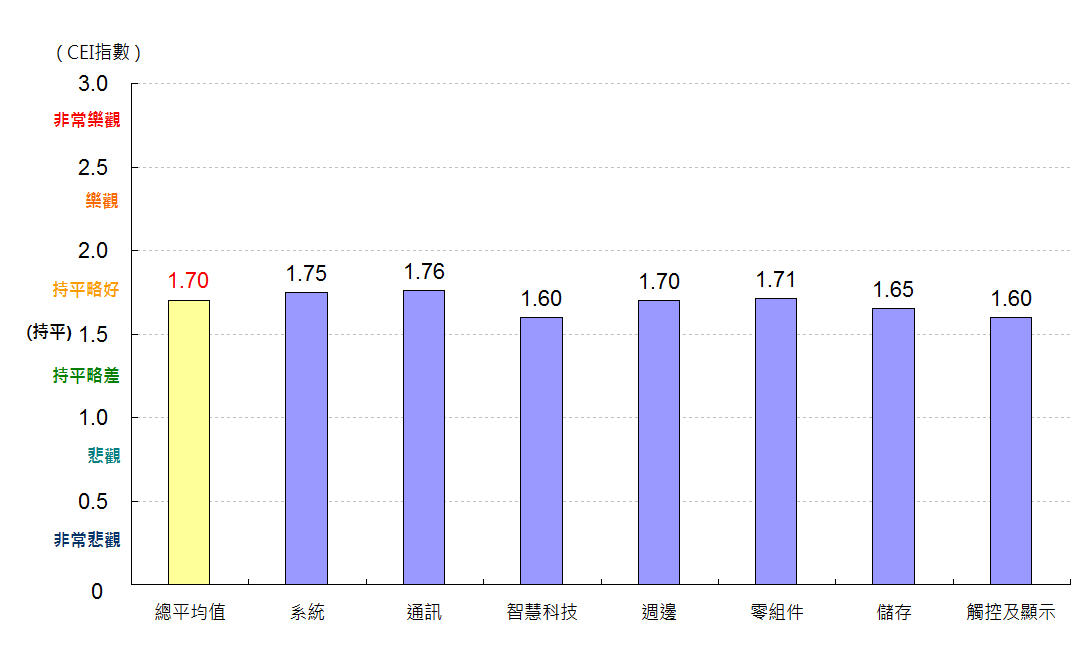 ( CEI指數 )
3.0
非常樂觀
2.5
樂觀
2.0
持平略好
(持平) 1.5
持平略差
1.0
悲觀
0.5
非常悲觀
0
1.70
1.75
1.76
1.60
1.70
1.71
1.65
1.60
總平均值
系統
通訊
智慧科技
週邊
零組件
儲存
觸控及顯示